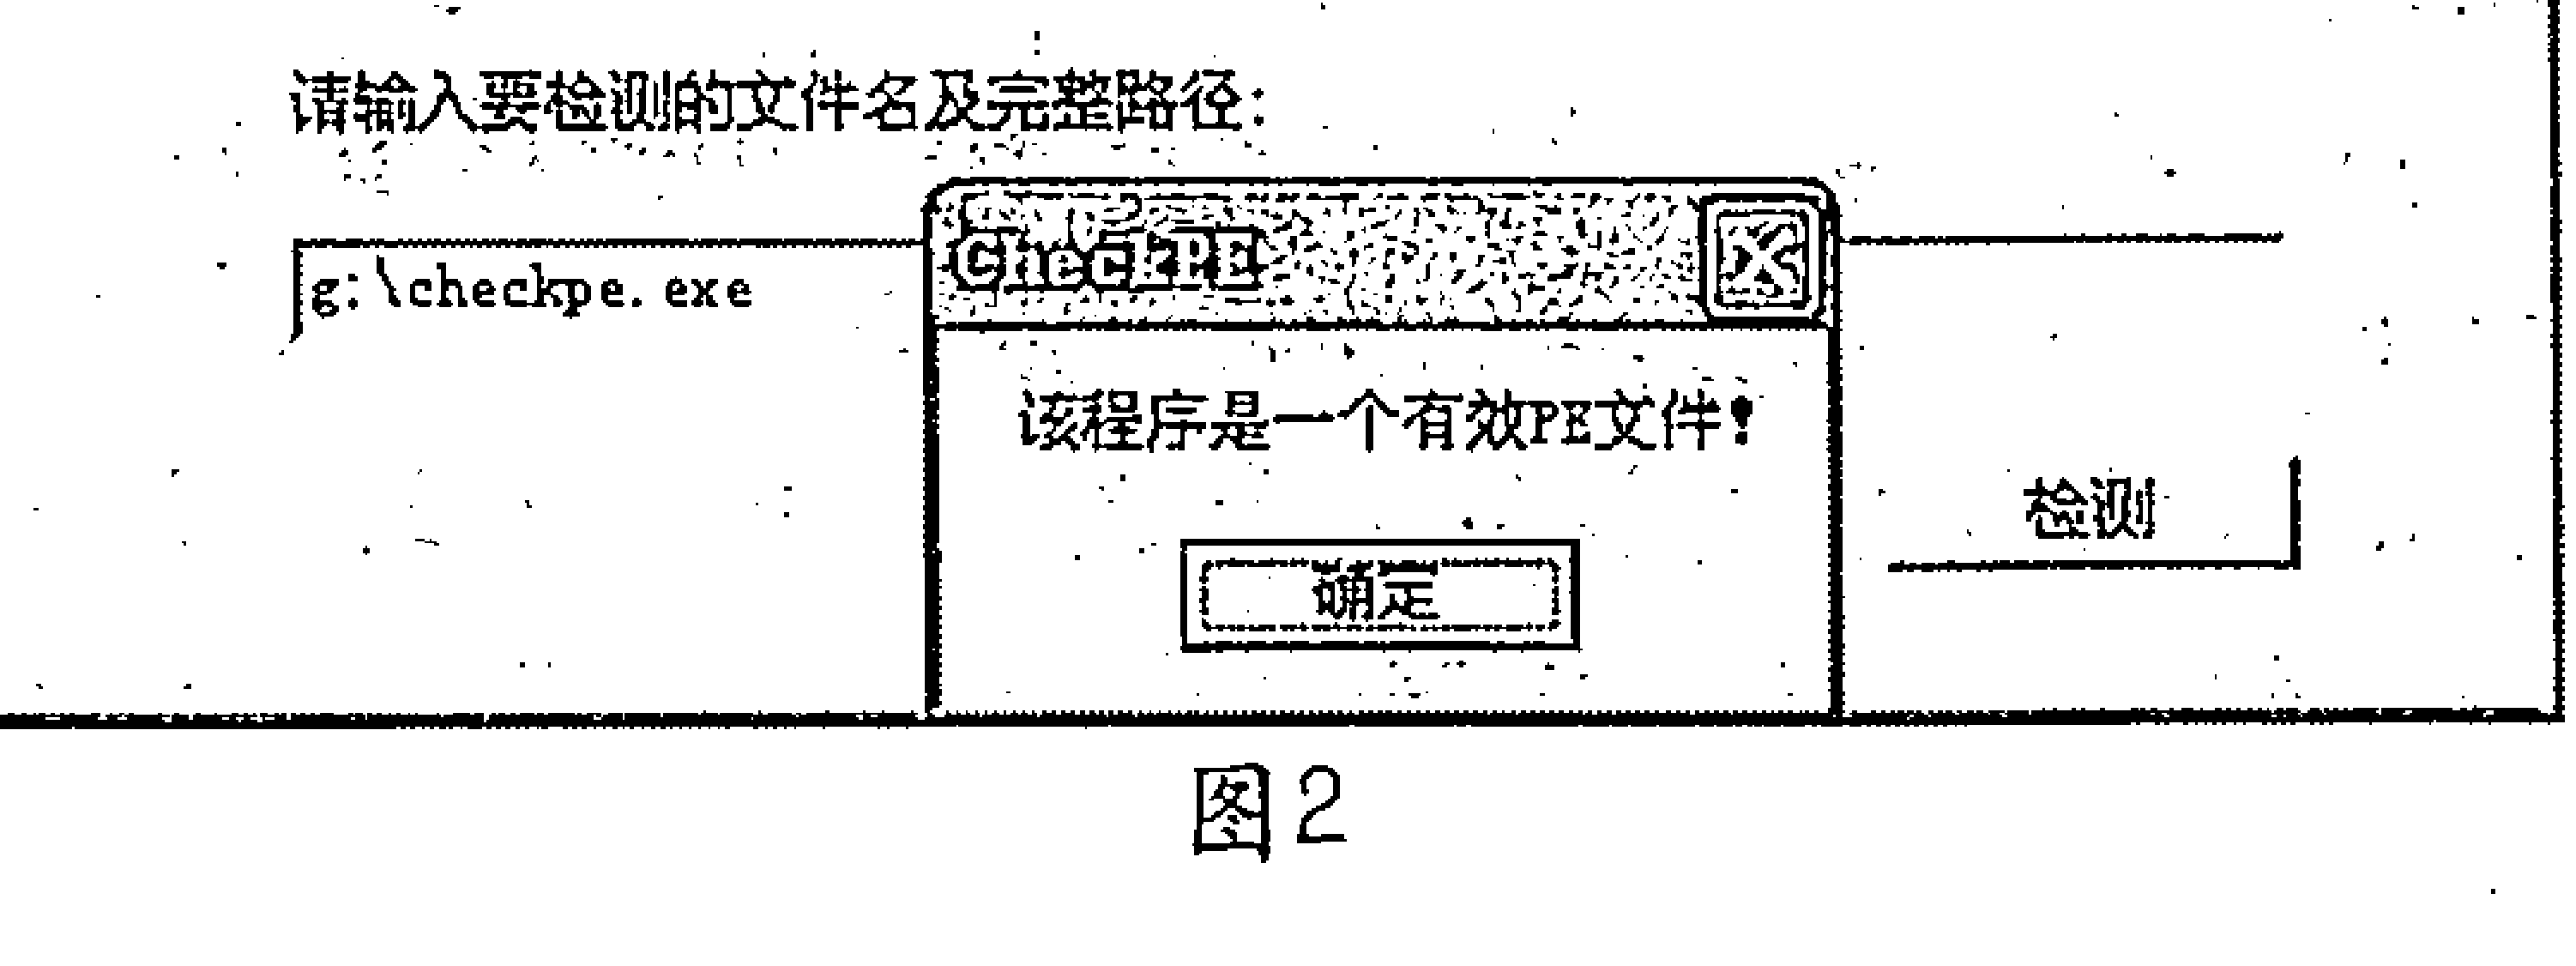 请输入要检测的文件名及完整路径:
g:\checkpe.exe
CheckPE
该程序是一个有效PE文件!
检测
确定
图2